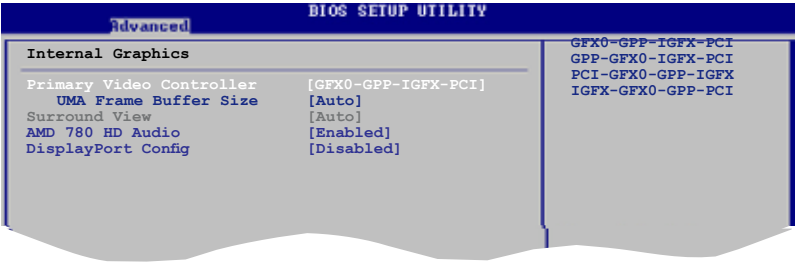 BIOS SETUP UTILITY
Advanced
Internal Graphics
Primary Video Controller [GFX0-GPP-IGFX-PCI]
UMA Frame Buffer Size [Auto]
Surround View [Auto]
AMD 780 HD Audio [Enabled]
DisplayPort Config [Disabled]
GFX0-GPP-IGFX-PCI
GPP-GFX0-IGFX-PCI
PCI-GFX0-GPP-IGFX
IGFX-GFX0-GPP-PCI